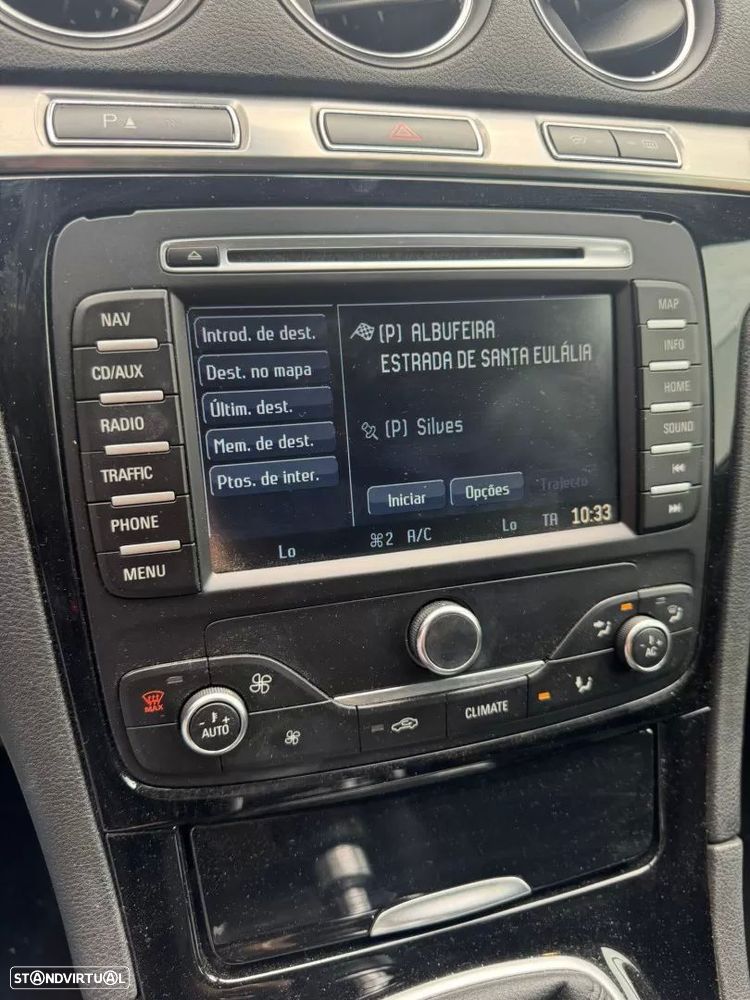 P
NAV
CD/AUX
RADIO
TRAFFIC
PHONE
MENU
Introd. de dest.
Dest. no mapa
Últim. dest.
Mem. de dest.
Ptos. de inter.
(P) ALBUFEIRA
ESTRADA DE SANTA EULÁLIA
(P) Silves
Iniciar
Opções
Trajecto
Lo
2 A/C
Lo
TA
10:33
MAP
INFO
HOME
SOUND
MAX
- +
AUTO
CLIMATE
AC
STANDVIRTUAL